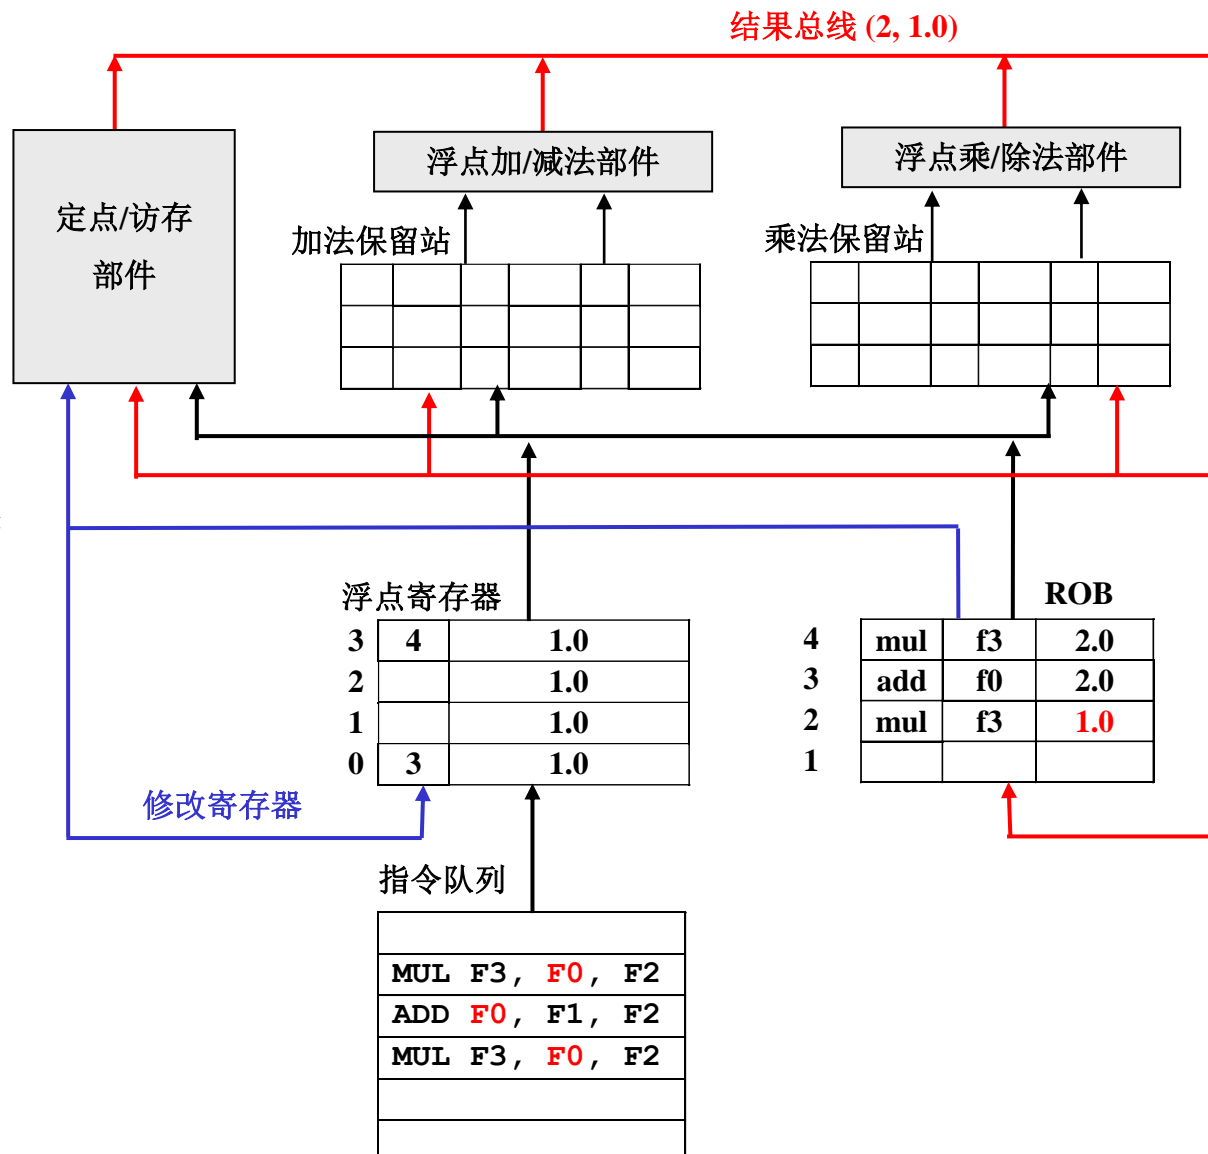 结果总线 (2, 1.0)
定点/访存
部件
浮点加/减法部件
浮点乘/除法部件
加法保留站
乘法保留站
浮点寄存器
3 4 1.0
2 1.0
1 1.0
0 3 1.0
ROB
4 mul f3 2.0
3 add f0 2.0
2 mul f3 1.0
1
修改寄存器
指令队列
MUL F3, F0, F2
ADD F0, F1, F2
MUL F3, F0, F2